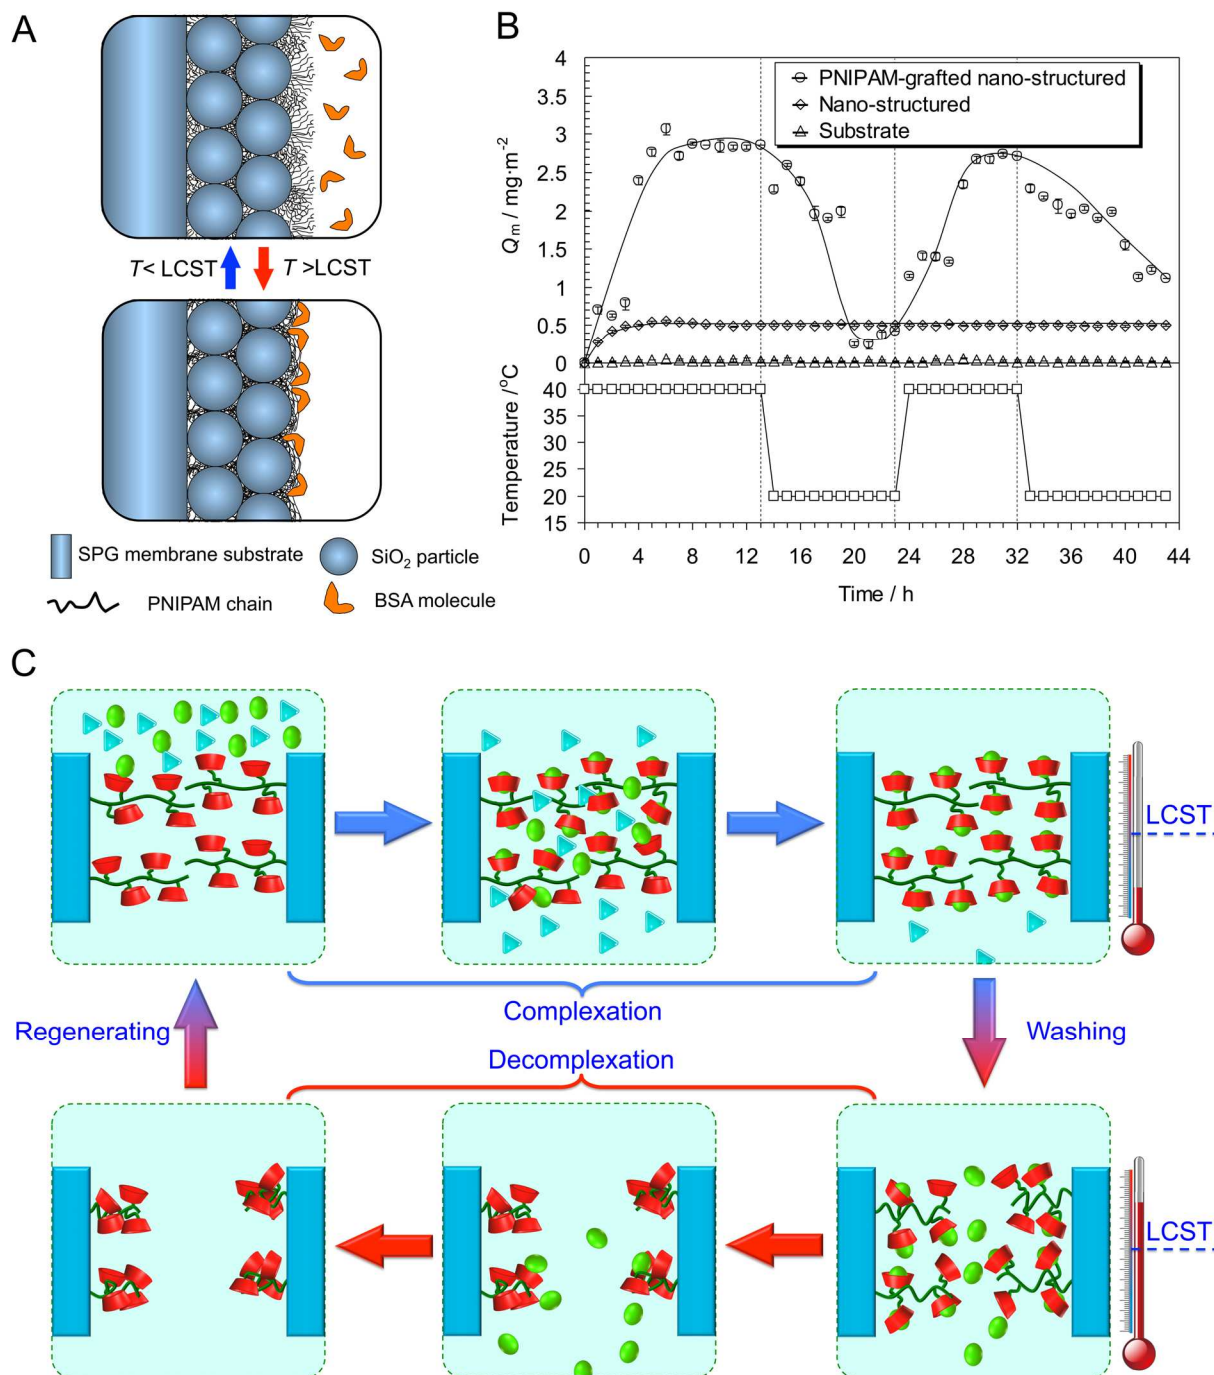 A
T< LCST
T >LCST
SPG membrane substrate
SiO₂ particle
PNIPAM chain
BSA molecule
B
PNIPAM-grafted nano-structured
Nano-structured
Substrate
Qₘ / mg·m⁻²
4
3.5
3
2.5
2
1.5
1
0.5
0
Temperature /°C
40
35
30
25
20
15
0 4 8 12 16 20 24 28 32 36 40 44
Time / h
C
LCST
Complexation
Regenerating
Washing
Decomplexation
LCST